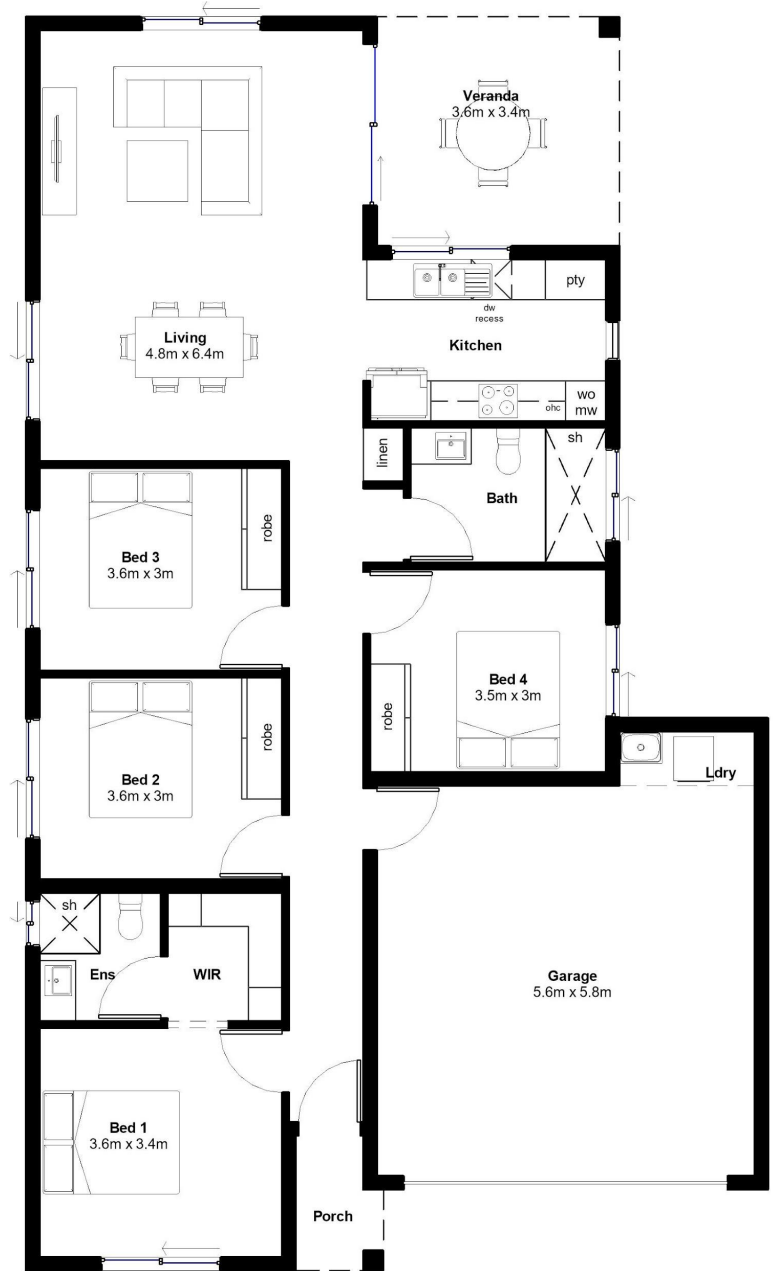 Veranda
3.6m x 3.4m
pty
dw
recess
Living
4.8m x 6.4m
Kitchen
ohc
wo
mw
linen
sh
Bath
Bed 3
3.6m x 3m
robe
Bed 4
3.5m x 3m
robe
Bed 2
3.6m x 3m
robe
Ldry
sh
Ens
WIR
Garage
5.6m x 5.8m
Bed 1
3.6m x 3.4m
Porch